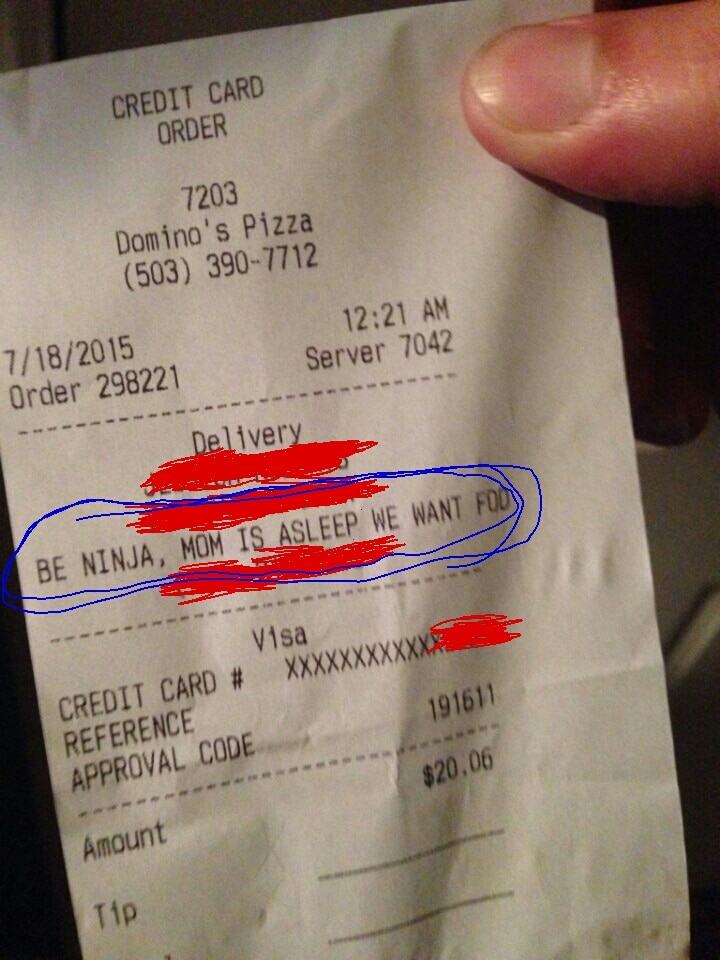 CREDIT CARD
ORDER
7203
Domino's Pizza
(503) 390-7712
7/18/2015 12:21 AM
Order 298221 Server 7042
Delivery
BE NINJA, MOM IS ASLEEP WE WANT FOO
Visa
CREDIT CARD # XXXXXXXXXXXX
REFERENCE
APPROVAL CODE 191611
Amount $20.06
Tip